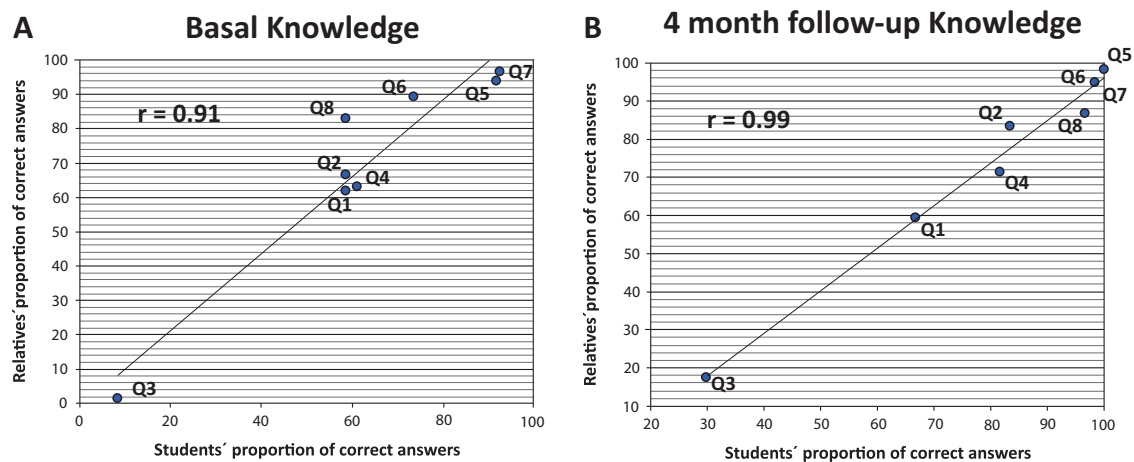 A
Basal Knowledge
Relatives´proportion of correct answers
100
90
80
70
60
50
40
30
20
10
0
r = 0.91
Q7
Q5
Q6
Q8
Q2
Q4
Q1
Q3
0
20
40
60
80
100
Students´ proportion of correct answers
B
4 month follow-up Knowledge
Relatives´proportion of correct answers
100
90
80
70
60
50
40
30
20
10
r = 0.99
Q5
Q6
Q7
Q2
Q8
Q4
Q1
Q3
20
30
40
50
60
70
80
90
100
Students´ proportion of correct answers